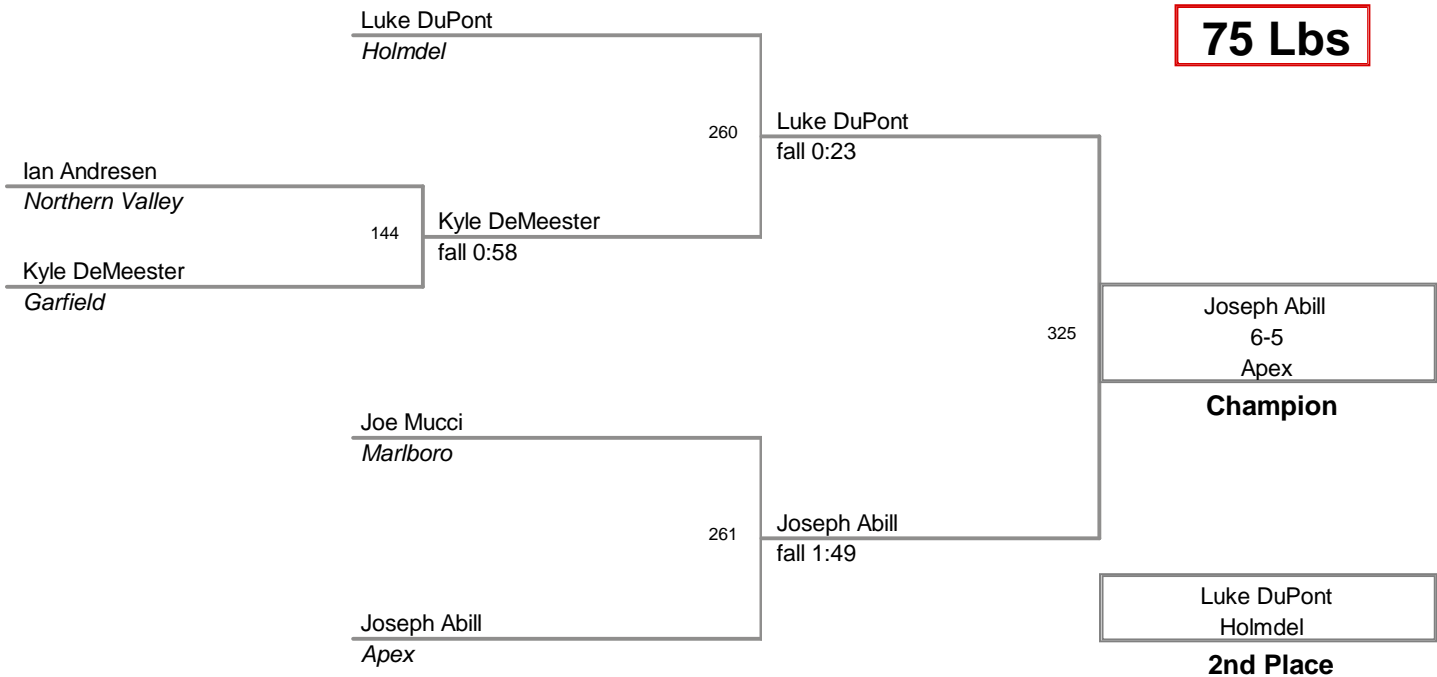 Luke DuPont
Holmdel
75 Lbs
260
Luke DuPont
fall 0:23
Ian Andresen
Northern Valley
144
Kyle DeMeester
fall 0:58
Kyle DeMeester
Garfield
325
Joseph Abill
6-5
Apex
Champion
Joe Mucci
Marlboro
261
Joseph Abill
fall 1:49
Joseph Abill
Apex
Luke DuPont
Holmdel
2nd Place